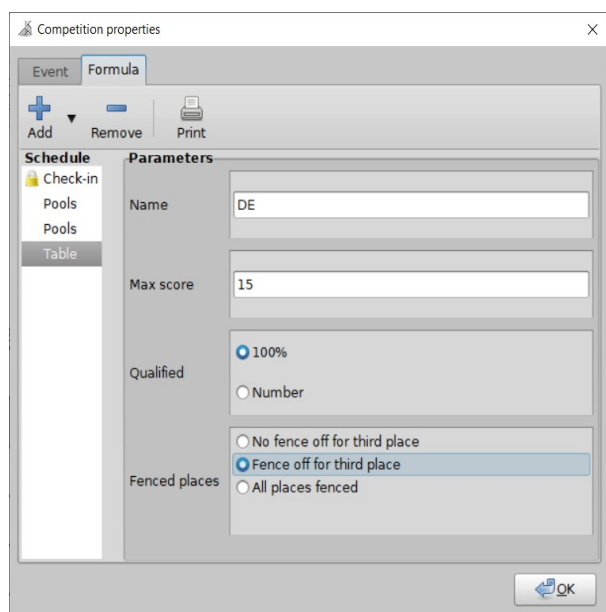 Competition properties
Event Formula
Add Remove Print
Schedule
Check-in
Pools
Pools
Table
Parameters
Name DE
Max score 15
Qualified
100%
Number
Fenced places
No fence off for third place
Fence off for third place
All places fenced
OK